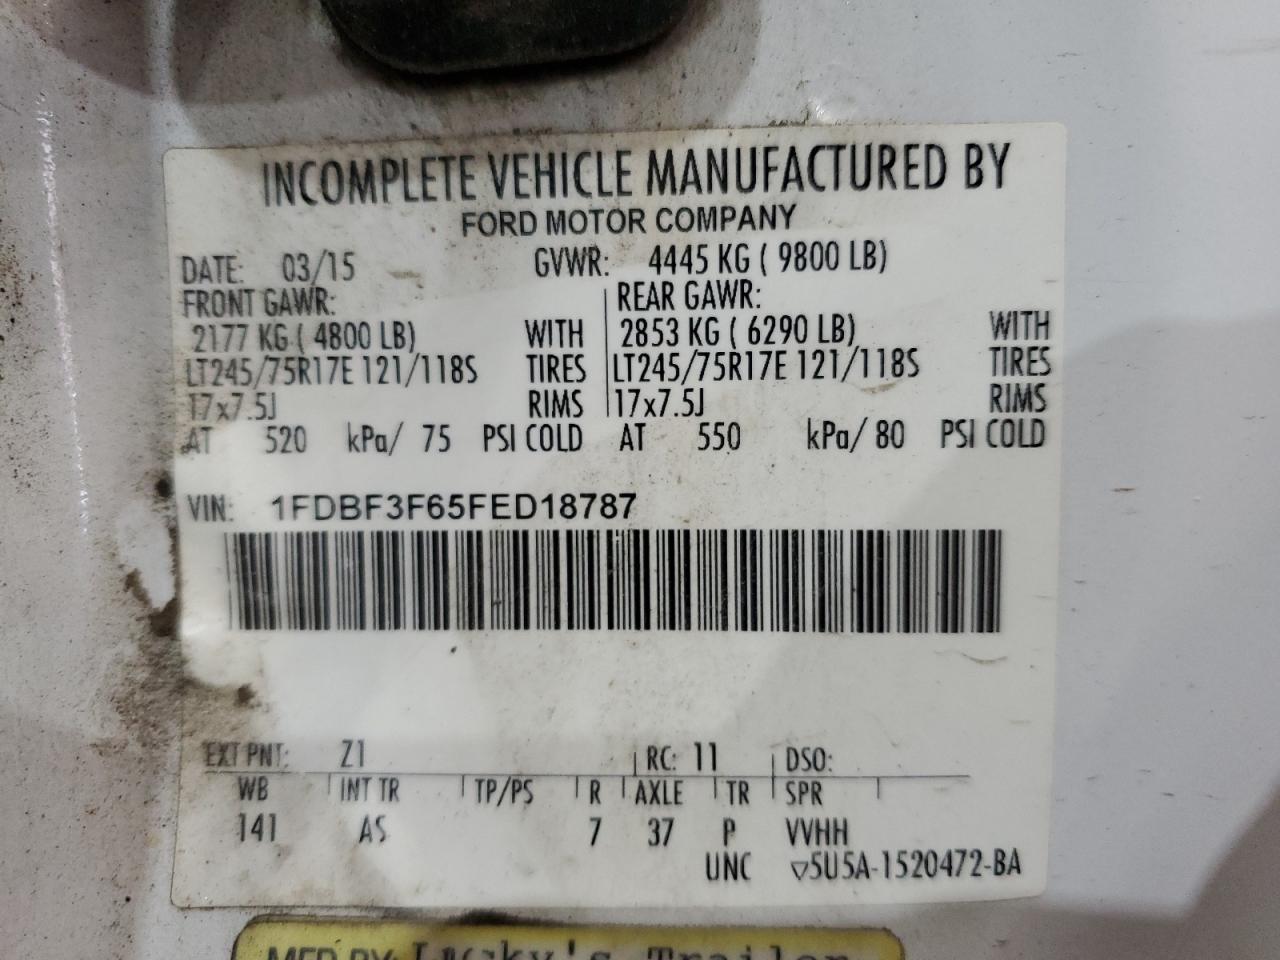 INCOMPLETE VEHICLE MANUFACTURED BY
FORD MOTOR COMPANY
DATE: 03/15 GVWR: 4445 KG ( 9800 LB)
FRONT GAWR: REAR GAWR:
2177 KG ( 4800 LB) WITH 2853 KG ( 6290 LB) WITH
LT245/75R17E 121/118S TIRES LT245/75R17E 121/118S TIRES
17x7.5J RIMS 17x7.5J RIMS
AT 520 kPa/ 75 PSI COLD AT 550 kPa/ 80 PSI COLD
VIN: 1FDBF3F65FED18787
EXT PNT: Z1 RC: 11 DSO:
WB INT TR TP/PS R AXLE TR SPR
141 AS 7 37 P VVHH
UNC ▽5U5A-1520472-BA
MFD BY: Lucky's Trailer